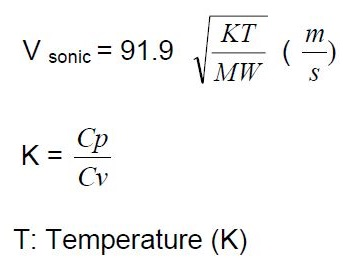 V sonic = 91.9 √(KT/MW) (m/s)
K = Cp/Cv
T: Temperature (K)